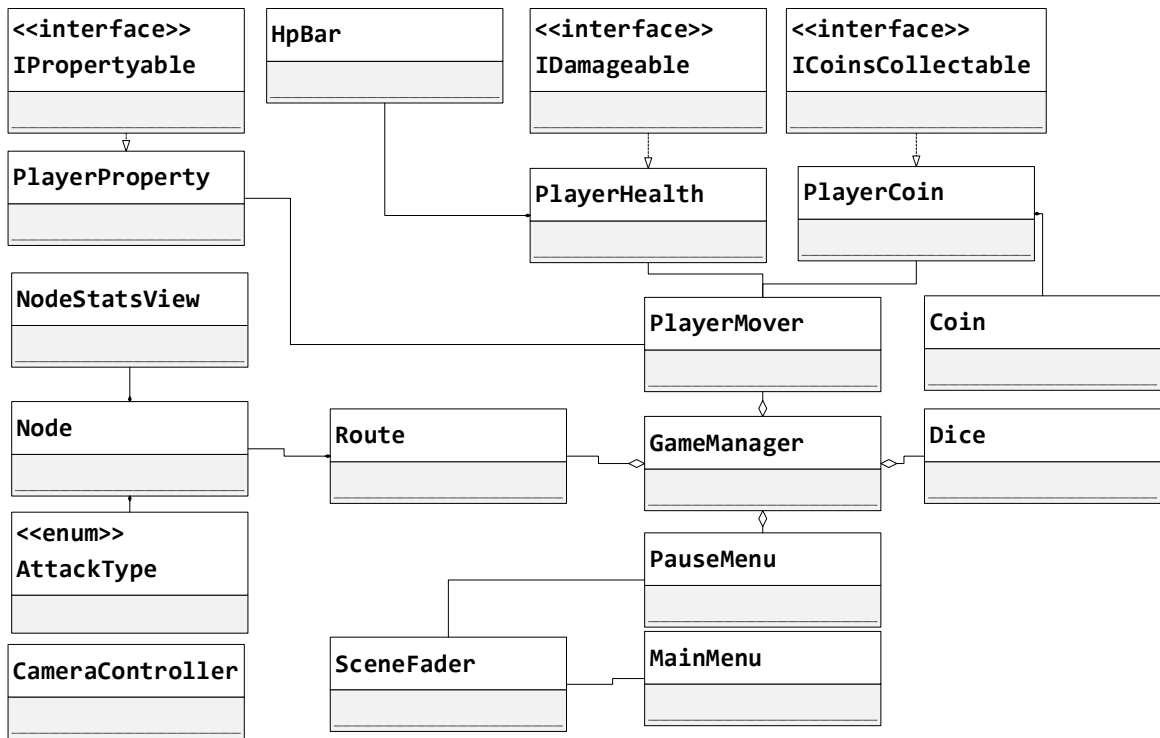 <<interface>>
IPropertyable
HpBar
<<interface>>
IDamageable
<<interface>>
ICoinsCollectable
PlayerProperty
PlayerHealth
PlayerCoin
NodeStatsView
PlayerMover
Coin
Node
Route
GameManager
Dice
<<enum>>
AttackType
PauseMenu
CameraController
SceneFader
MainMenu